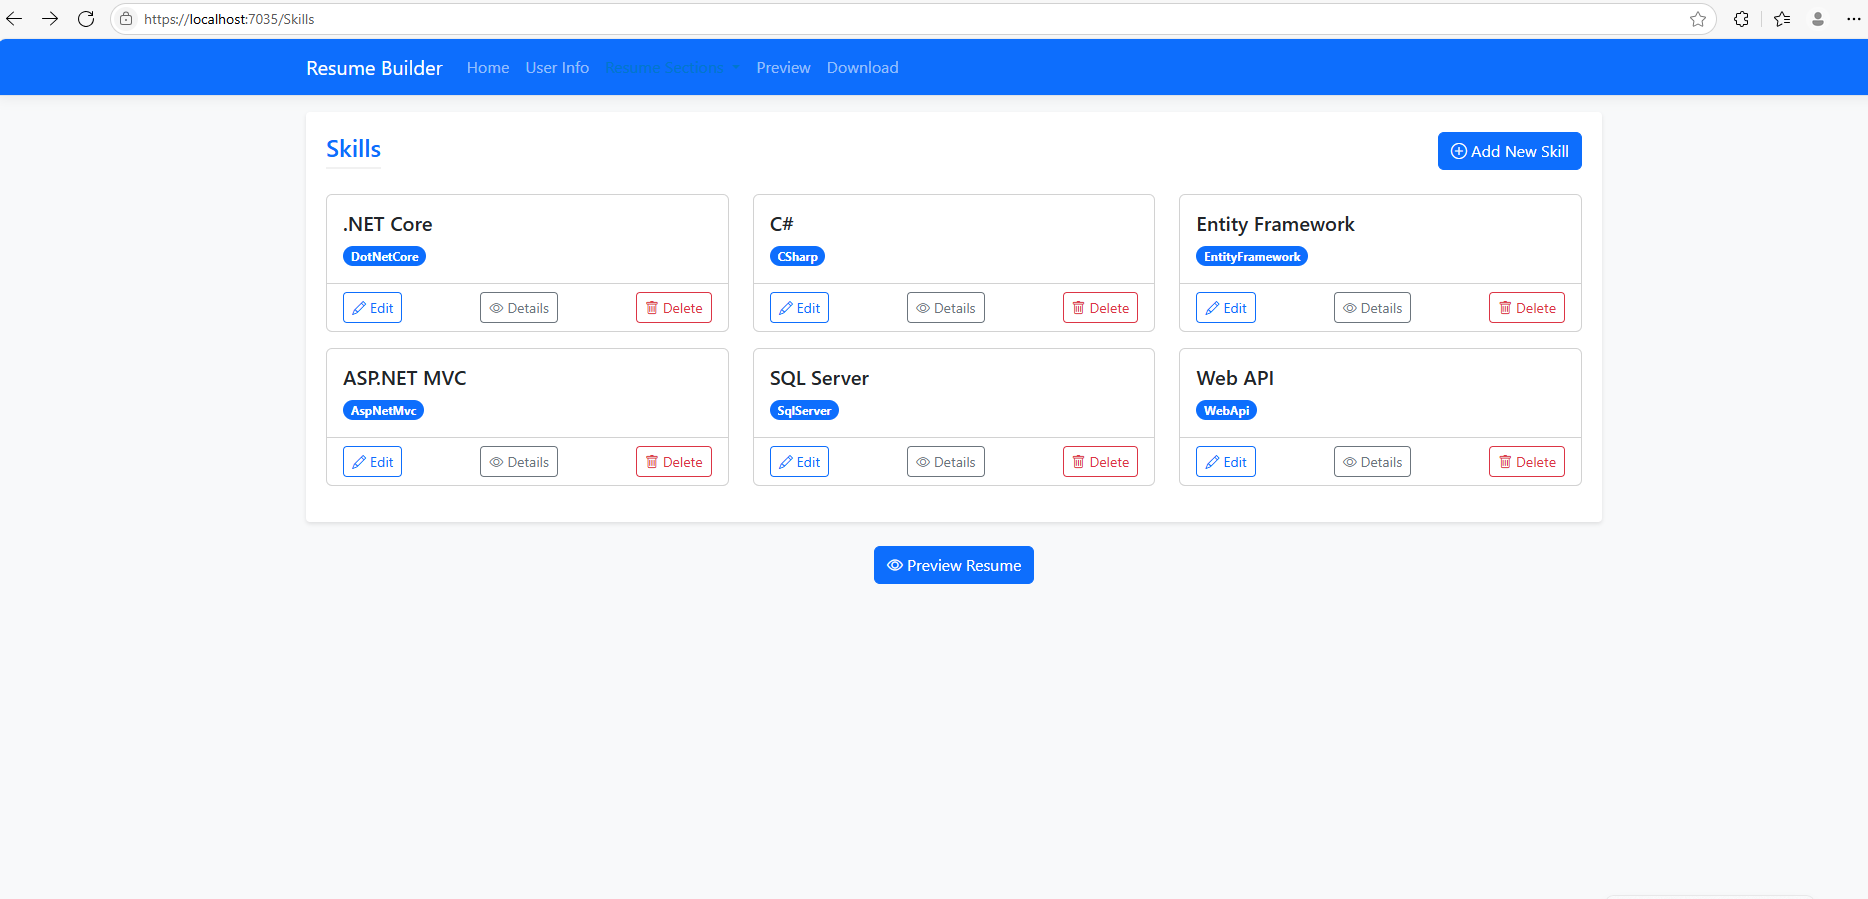 https://localhost:7035/Skills
Resume Builder Home User Info Resume Sections Preview Download
Skills
Add New Skill
.NET Core C# Entity Framework
DotNetCore CSharp EntityFramework
Edit Details Delete Edit Details Delete Edit Details Delete
ASP.NET MVC SQL Server Web API
AspNetMvc SqlServer WebApi
Edit Details Delete Edit Details Delete Edit Details Delete
Preview Resume